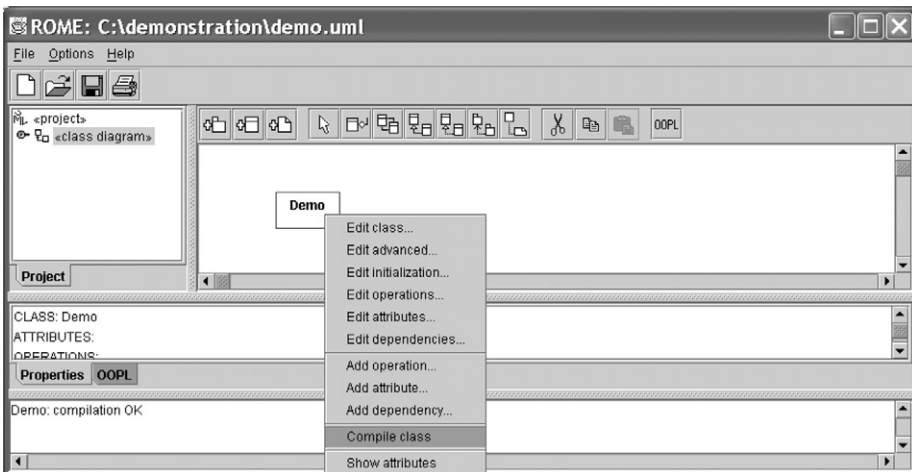 ROME: C:\demonstration\demo.uml
File Options Help
«project»
«class diagram»
OOPL
Demo
Edit class...
Edit advanced...
Edit initialization...
Edit operations...
Edit attributes...
Edit dependencies...
Add operation...
Add attribute...
Add dependency...
Compile class
Show attributes
Project
CLASS: Demo
ATTRIBUTES:
OPERATIONS:
Properties OOPL
Demo: compilation OK